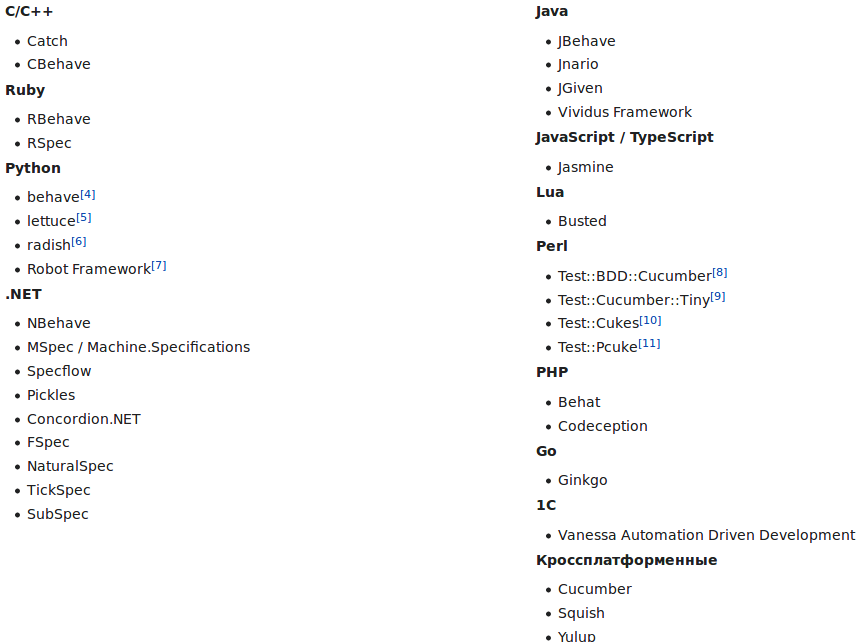 C/C++
• Catch
• CBehave
Ruby
• RBehave
• RSpec
Python
• behave[4]
• lettuce[5]
• radish[6]
• Robot Framework[7]
.NET
• NBehave
• MSpec / Machine.Specifications
• Specflow
• Pickles
• Concordion.NET
• FSpec
• NaturalSpec
• TickSpec
• SubSpec
Java
• JBehave
• Jnario
• JGiven
• Vividus Framework
JavaScript / TypeScript
• Jasmine
Lua
• Busted
Perl
• Test::BDD::Cucumber[8]
• Test::Cucumber::Tiny[9]
• Test::Cukes[10]
• Test::Pcuke[11]
PHP
• Behat
• Codeception
Go
• Ginkgo
1C
• Vanessa Automation Driven Development
Кроссплатформенные
• Cucumber
• Squish
• Yulup